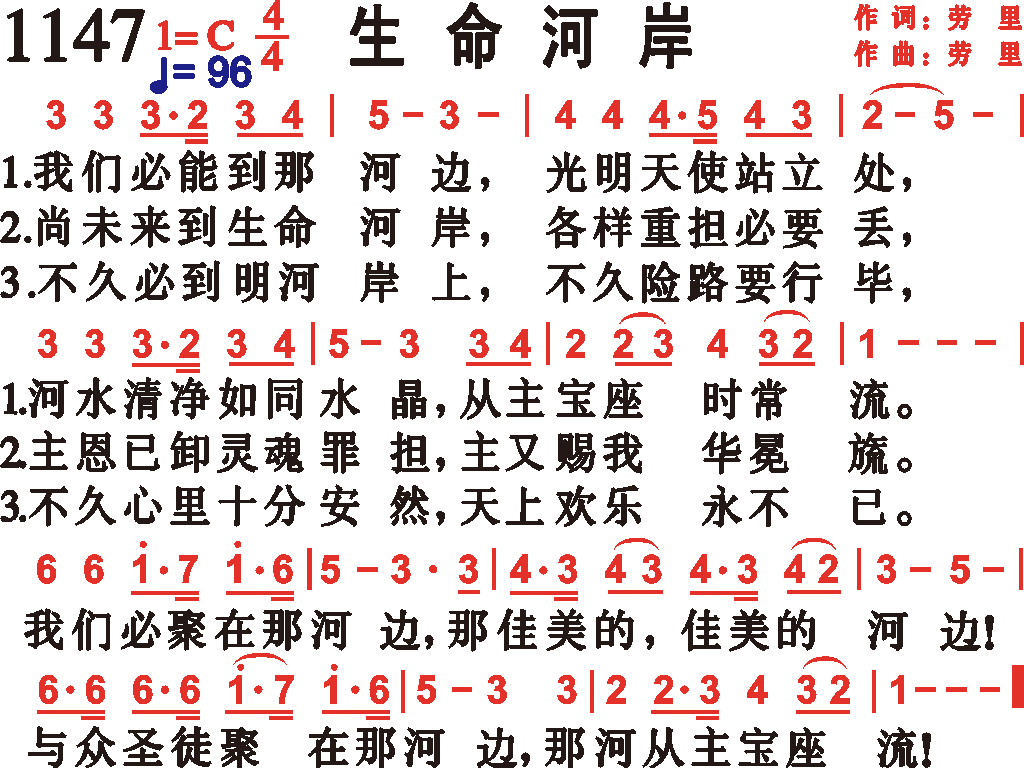 1147 1=C 4/4 生命河岸 作词：劳 里
♩=96 作曲：劳 里
3 3 3·2 3 4 | 5 − 3 − | 4 4 4·5 4 3 | 2 − 5 − |
1.我们必能到那 河 边， 光明天使站立 处，
2.尚未来到生命 河 岸， 各样重担必要 丢，
3.不久必到明河 岸 上， 不久险路要行 毕，
3 3 3·2 3 4 | 5 − 3 3 4 | 2 2 3 4 3 2 | 1 − − − |
1.河水清净如同 水 晶，从主宝座 时常 流。
2.主恩已卸灵魂 罪 担，主又赐我 华冕 旒。
3.不久心里十分 安 然，天上欢乐 永不 已。
6 6 1̇·7 1̇·6 | 5 − 3 · 3 | 4·3 4 3 4·3 4 2 | 3 − 5 − |
我们必聚在那河 边，那佳美的，佳美的 河 边！
6·6 6·6 1̇·7 1̇·6 | 5 − 3 3 | 2 2·3 4 3 2 | 1 − − −
与众圣徒聚 在那河 边，那河从主宝座 流！